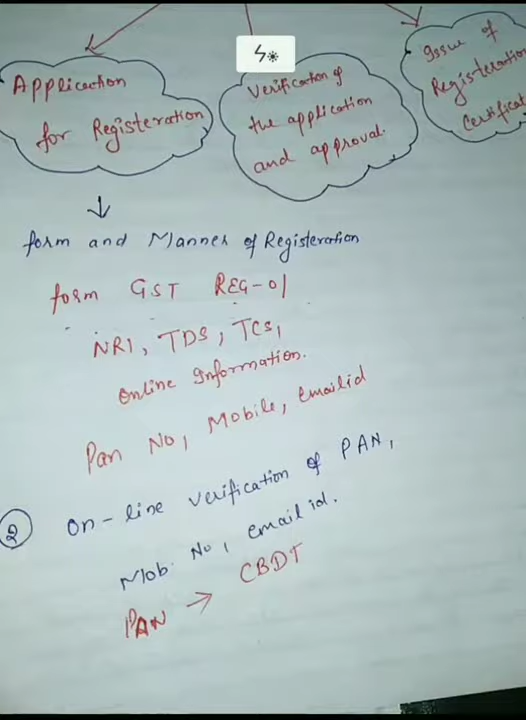 Application
for Registeration
Verification of
the application
and approval.
Issue of
Registeration
Certificat
form and Manner of Registeration
form GST REG-01
NRI, TDS, TCS,
Online Information.
Pan No, Mobile, emailid
2 On-line verification of PAN,
Mob. No, email id.
PAN → CBDT